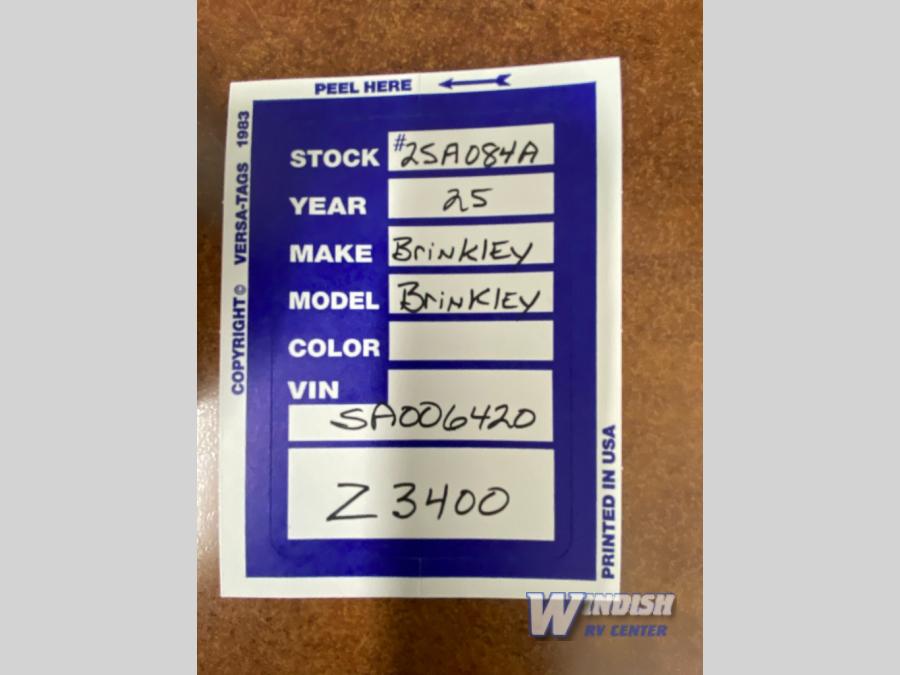 PEEL HERE
COPYRIGHT © VERSA-TAGS 1983
STOCK #25A084A
YEAR 25
MAKE BrinKlEy
MODEL BrinKlEy
COLOR
VIN
SA006420
Z 3400
PRINTED IN USA
WINDISH
RV CENTER